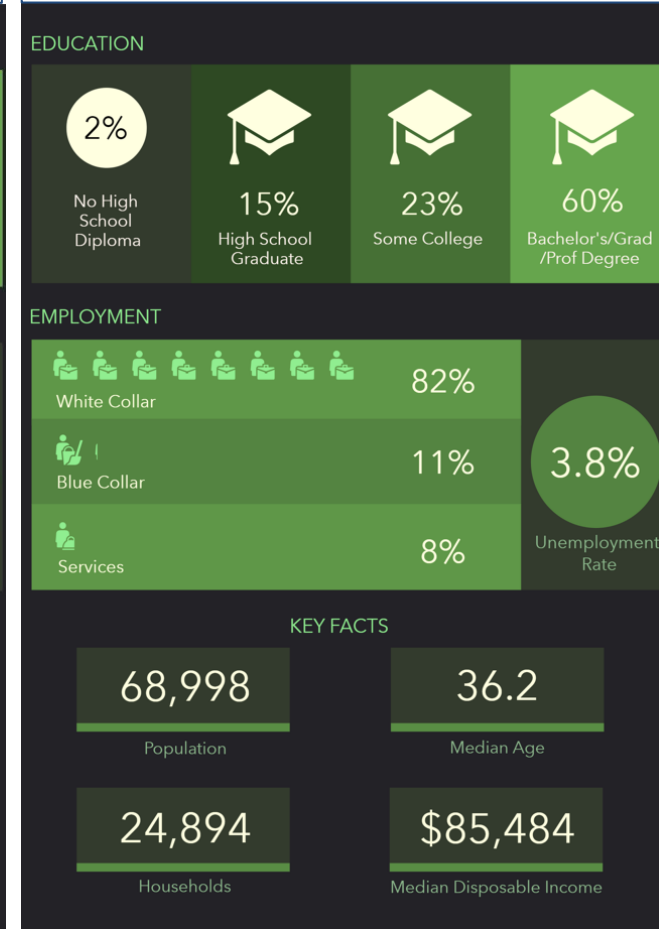 EDUCATION
2%
No High
School
Diploma
15%
High School
Graduate
23%
Some College
60%
Bachelor's/Grad
/Prof Degree
EMPLOYMENT
White Collar
82%
Blue Collar
11%
Services
8%
3.8%
Unemployment
Rate
KEY FACTS
68,998
Population
36.2
Median Age
24,894
Households
$85,484
Median Disposable Income